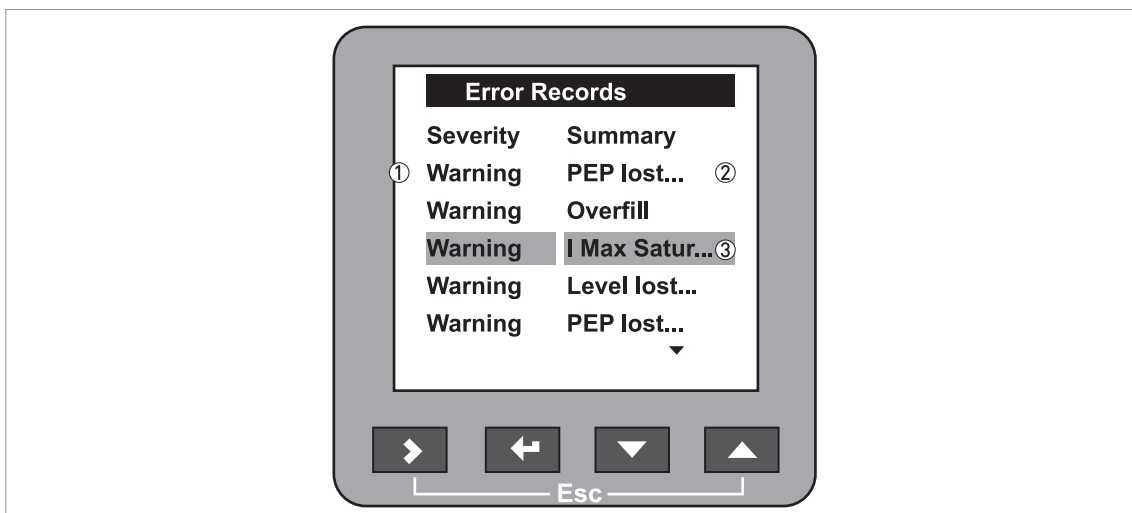 Error Records
Severity Summary
① Warning PEP lost... ②
Warning Overfill
Warning I Max Satur... ③
Warning Level lost...
Warning PEP lost...
Esc